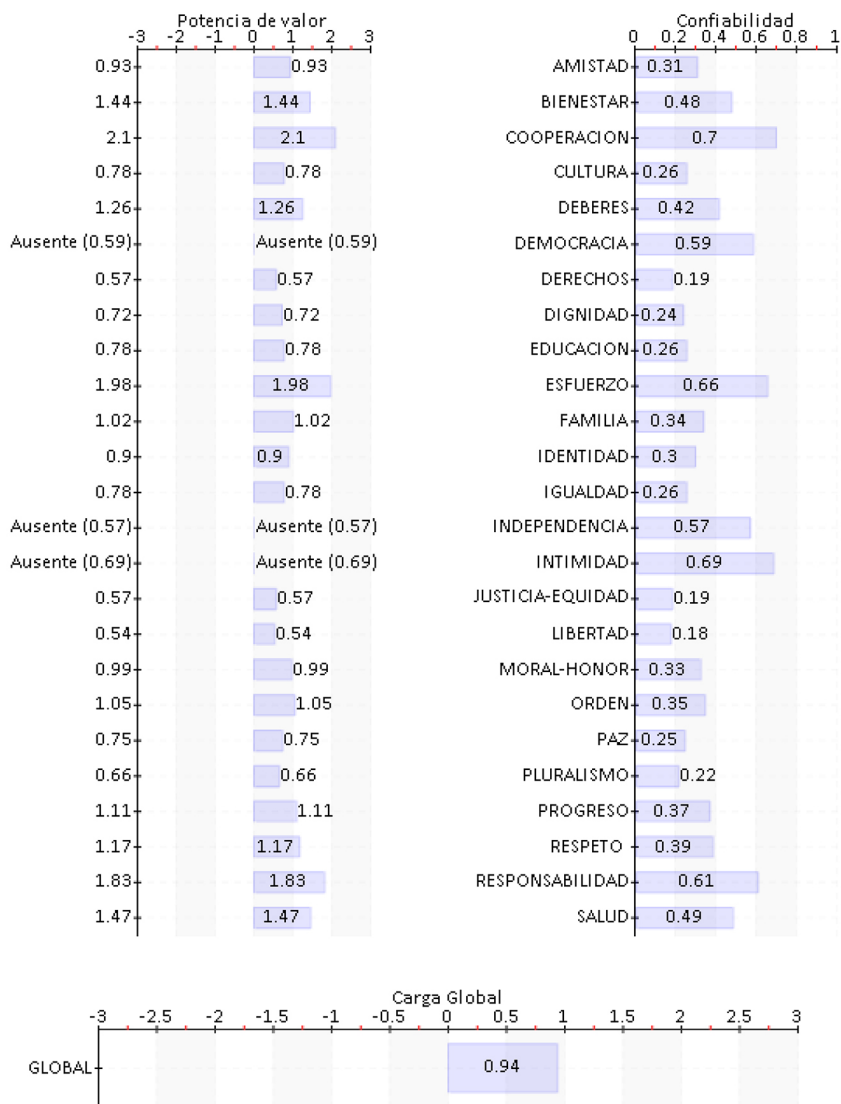 Potencia de valor Confiabilidad
-3 -2 -1 0 1 2 3 0 0.2 0.4 0.6 0.8 1
0.93 0.93 AMISTAD 0.31
1.44 1.44 BIENESTAR 0.48
2.1 2.1 COOPERACION 0.7
0.78 0.78 CULTURA 0.26
1.26 1.26 DEBERES 0.42
Ausente (0.59) Ausente (0.59) DEMOCRACIA 0.59
0.57 0.57 DERECHOS 0.19
0.72 0.72 DIGNIDAD 0.24
0.78 0.78 EDUCACION 0.26
1.98 1.98 ESFUERZO 0.66
1.02 1.02 FAMILIA 0.34
0.9 0.9 IDENTIDAD 0.3
0.78 0.78 IGUALDAD 0.26
Ausente (0.57) Ausente (0.57) INDEPENDENCIA 0.57
Ausente (0.69) Ausente (0.69) INTIMIDAD 0.69
0.57 0.57 JUSTICIA-EQUIDAD 0.19
0.54 0.54 LIBERTAD 0.18
0.99 0.99 MORAL-HONOR 0.33
1.05 1.05 ORDEN 0.35
0.75 0.75 PAZ 0.25
0.66 0.66 PLURALISMO 0.22
1.11 1.11 PROGRESO 0.37
1.17 1.17 RESPETO 0.39
1.83 1.83 RESPONSABILIDAD 0.61
1.47 1.47 SALUD 0.49
Carga Global
-3 -2.5 -2 -1.5 -1 -0.5 0 0.5 1 1.5 2 2.5 3
GLOBAL 0.94